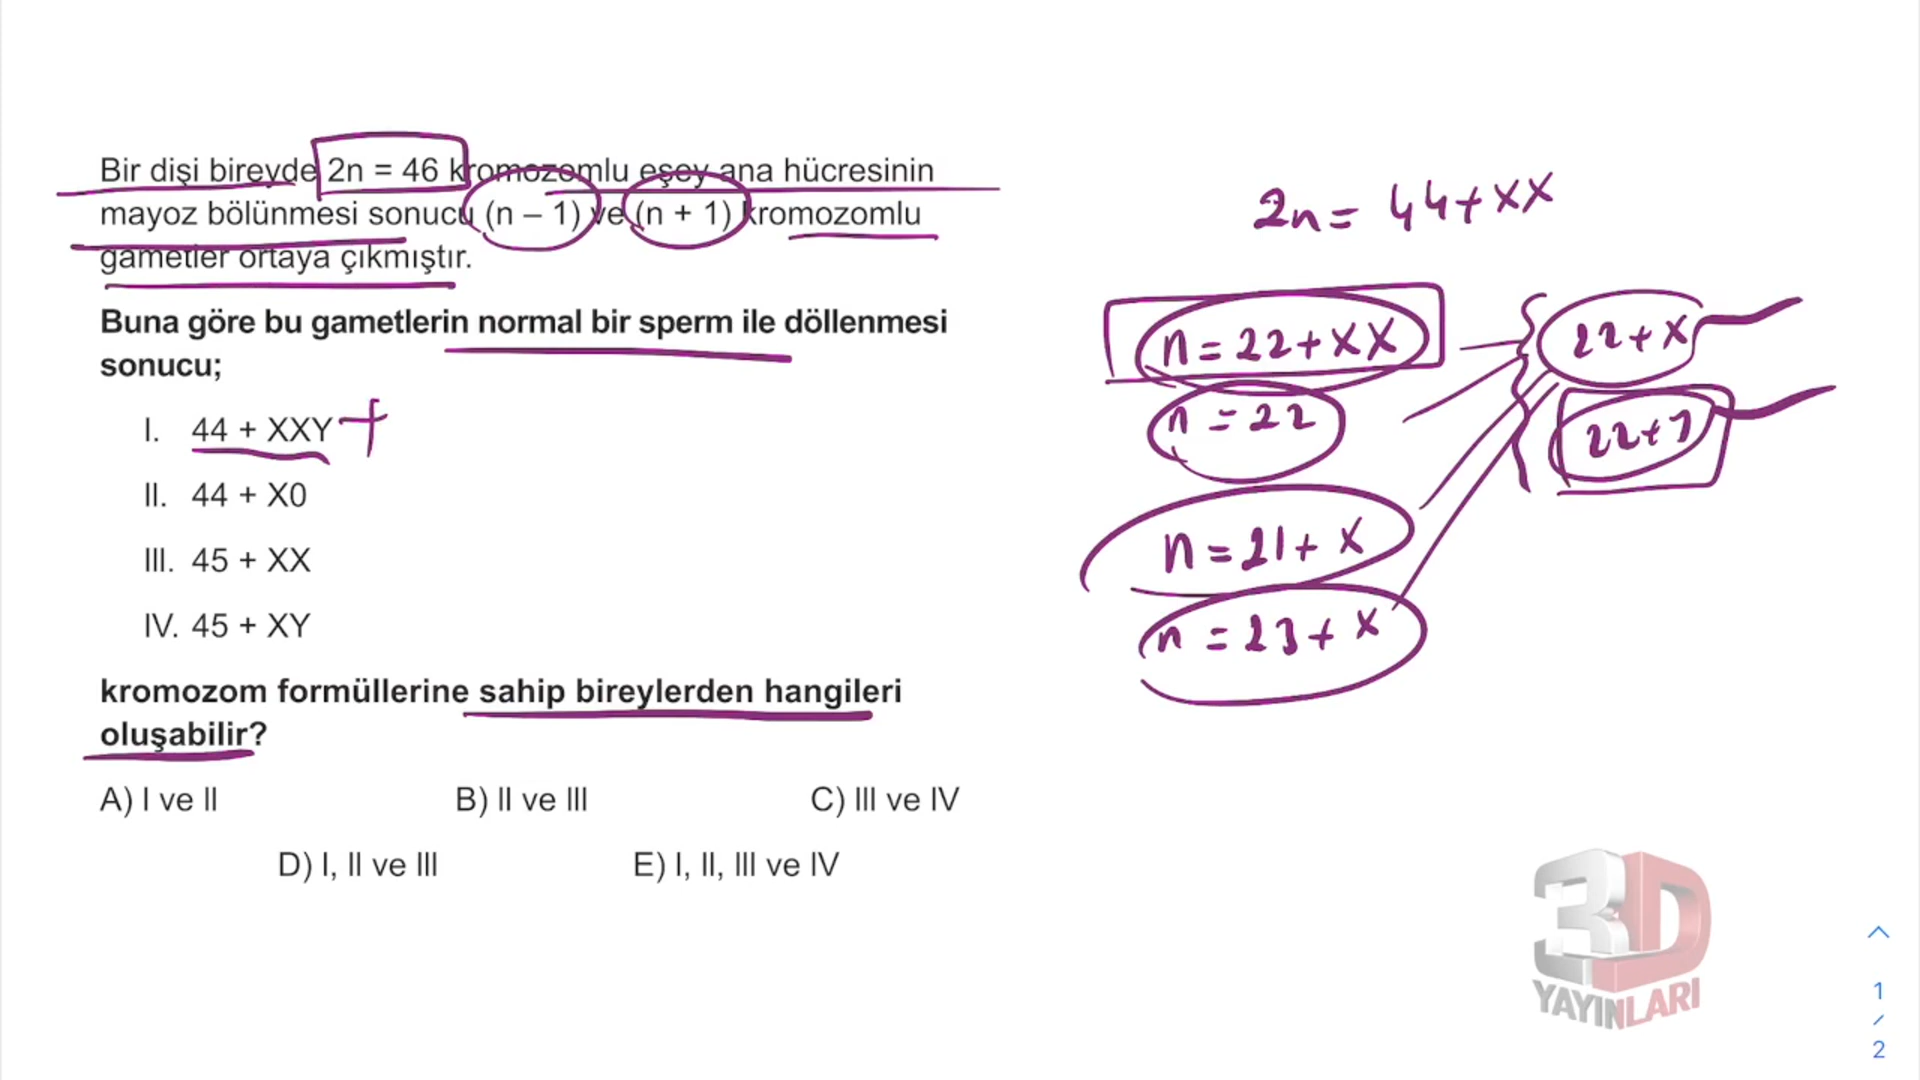 Bir dişi bireyde 2n = 46 kromozomlu eşey ana hücresinin
mayoz bölünmesi sonucu (n – 1) ve (n + 1) kromozomlu
gametler ortaya çıkmıştır.
Buna göre bu gametlerin normal bir sperm ile döllenmesi
sonucu;
I. 44 + XXY +
II. 44 + X0
III. 45 + XX
IV. 45 + XY
kromozom formüllerine sahip bireylerden hangileri
oluşabilir?
A) I ve II B) II ve III C) III ve IV
D) I, II ve III E) I, II, III ve IV
2n = 44+XX
n = 22+XX
n = 22
n = 21+ X
n = 23+ X
22+X
22+Y
3D
YAYINLARI
1
/
2